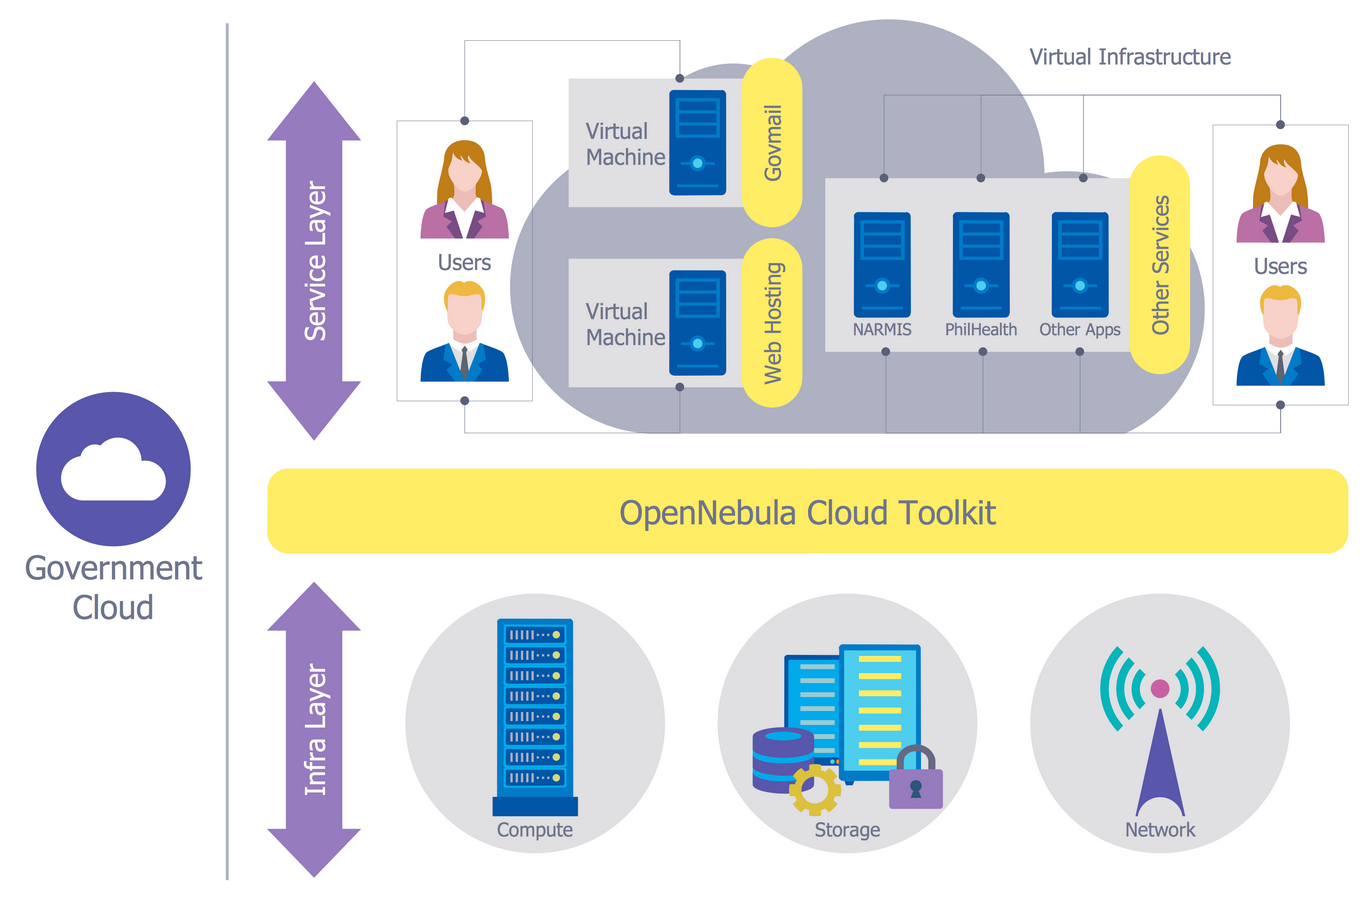 Government
Cloud
Service Layer
Users
Virtual
Machine
Govmail
Virtual
Machine
Web Hosting
Virtual Infrastructure
NARMIS
PhilHealth
Other Apps
Other Services
Users
OpenNebula Cloud Toolkit
Infra Layer
Compute
Storage
Network